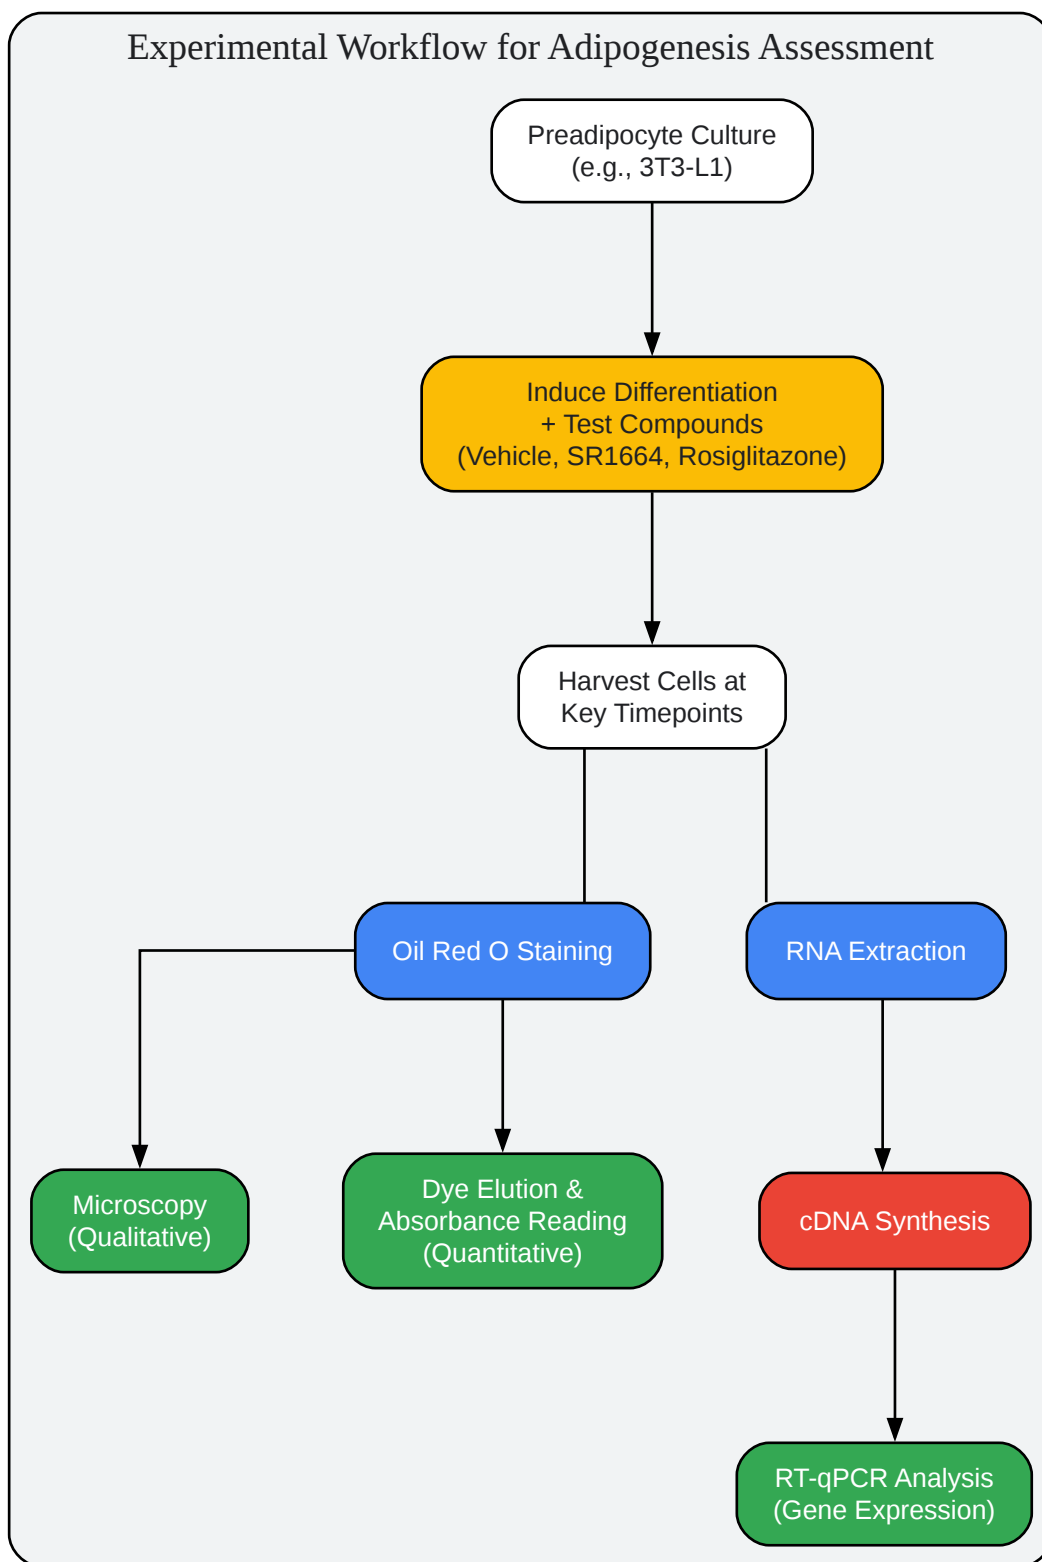 Experimental Workflow for Adipogenesis Assessment
Preadipocyte Culture
(e.g., 3T3-L1)
Induce Differentiation
+ Test Compounds
(Vehicle, SR1664, Rosiglitazone)
Harvest Cells at
Key Timepoints
Oil Red O Staining
RNA Extraction
Microscopy
(Qualitative)
Dye Elution &
Absorbance Reading
(Quantitative)
cDNA Synthesis
RT-qPCR Analysis
(Gene Expression)